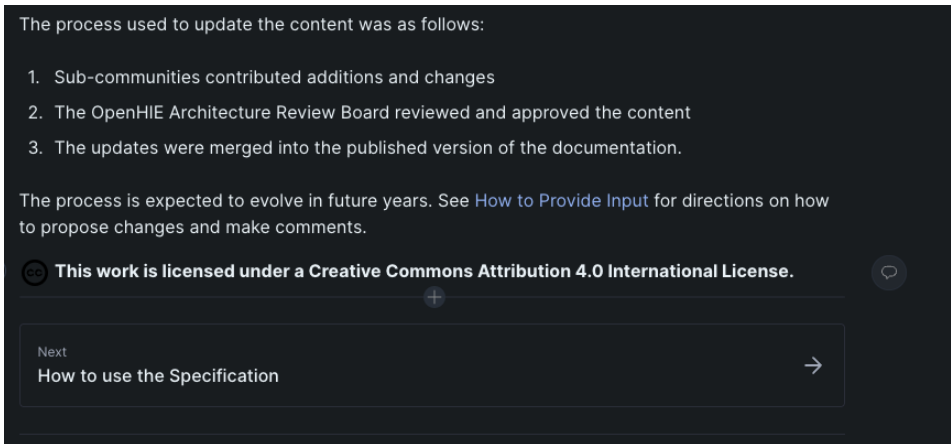 The process used to update the content was as follows:
1. Sub-communities contributed additions and changes
2. The OpenHIE Architecture Review Board reviewed and approved the content
3. The updates were merged into the published version of the documentation.
The process is expected to evolve in future years. See How to Provide Input for directions on how
to propose changes and make comments.
cc This work is licensed under a Creative Commons Attribution 4.0 International License.
Next
How to use the Specification